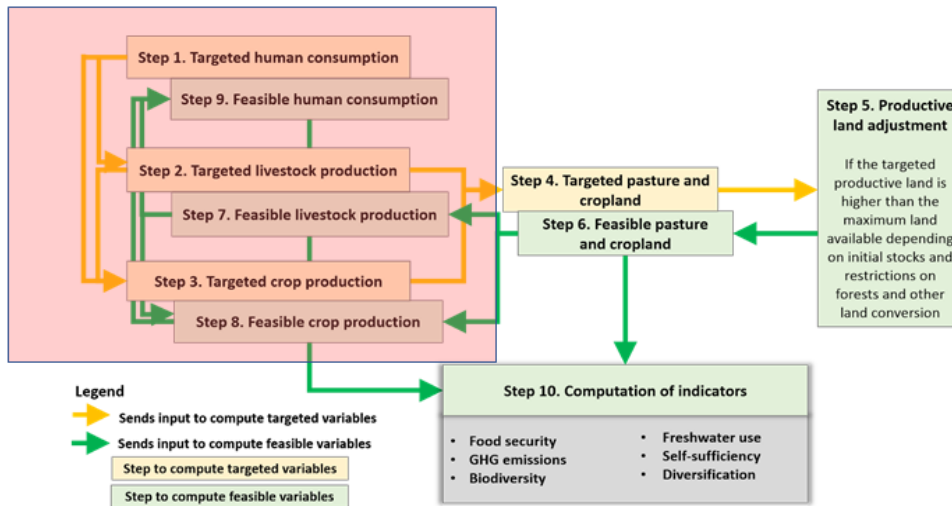 Step 1. Targeted human consumption
Step 9. Feasible human consumption
Step 2. Targeted livestock production
Step 7. Feasible livestock production
Step 3. Targeted crop production
Step 8. Feasible crop production
Step 4. Targeted pasture and
cropland
Step 6. Feasible pasture
and cropland
Step 5. Productive
land adjustment
If the targeted
productive land is
higher than the
maximum land
available depending
on initial stocks and
restrictions on
forests and other
land conversion
Step 10. Computation of indicators
• Food security
• GHG emissions
• Biodiversity
• Freshwater use
• Self-sufficiency
• Diversification
Legend
Sends input to compute targeted variables
Sends input to compute feasible variables
Step to compute targeted variables
Step to compute feasible variables